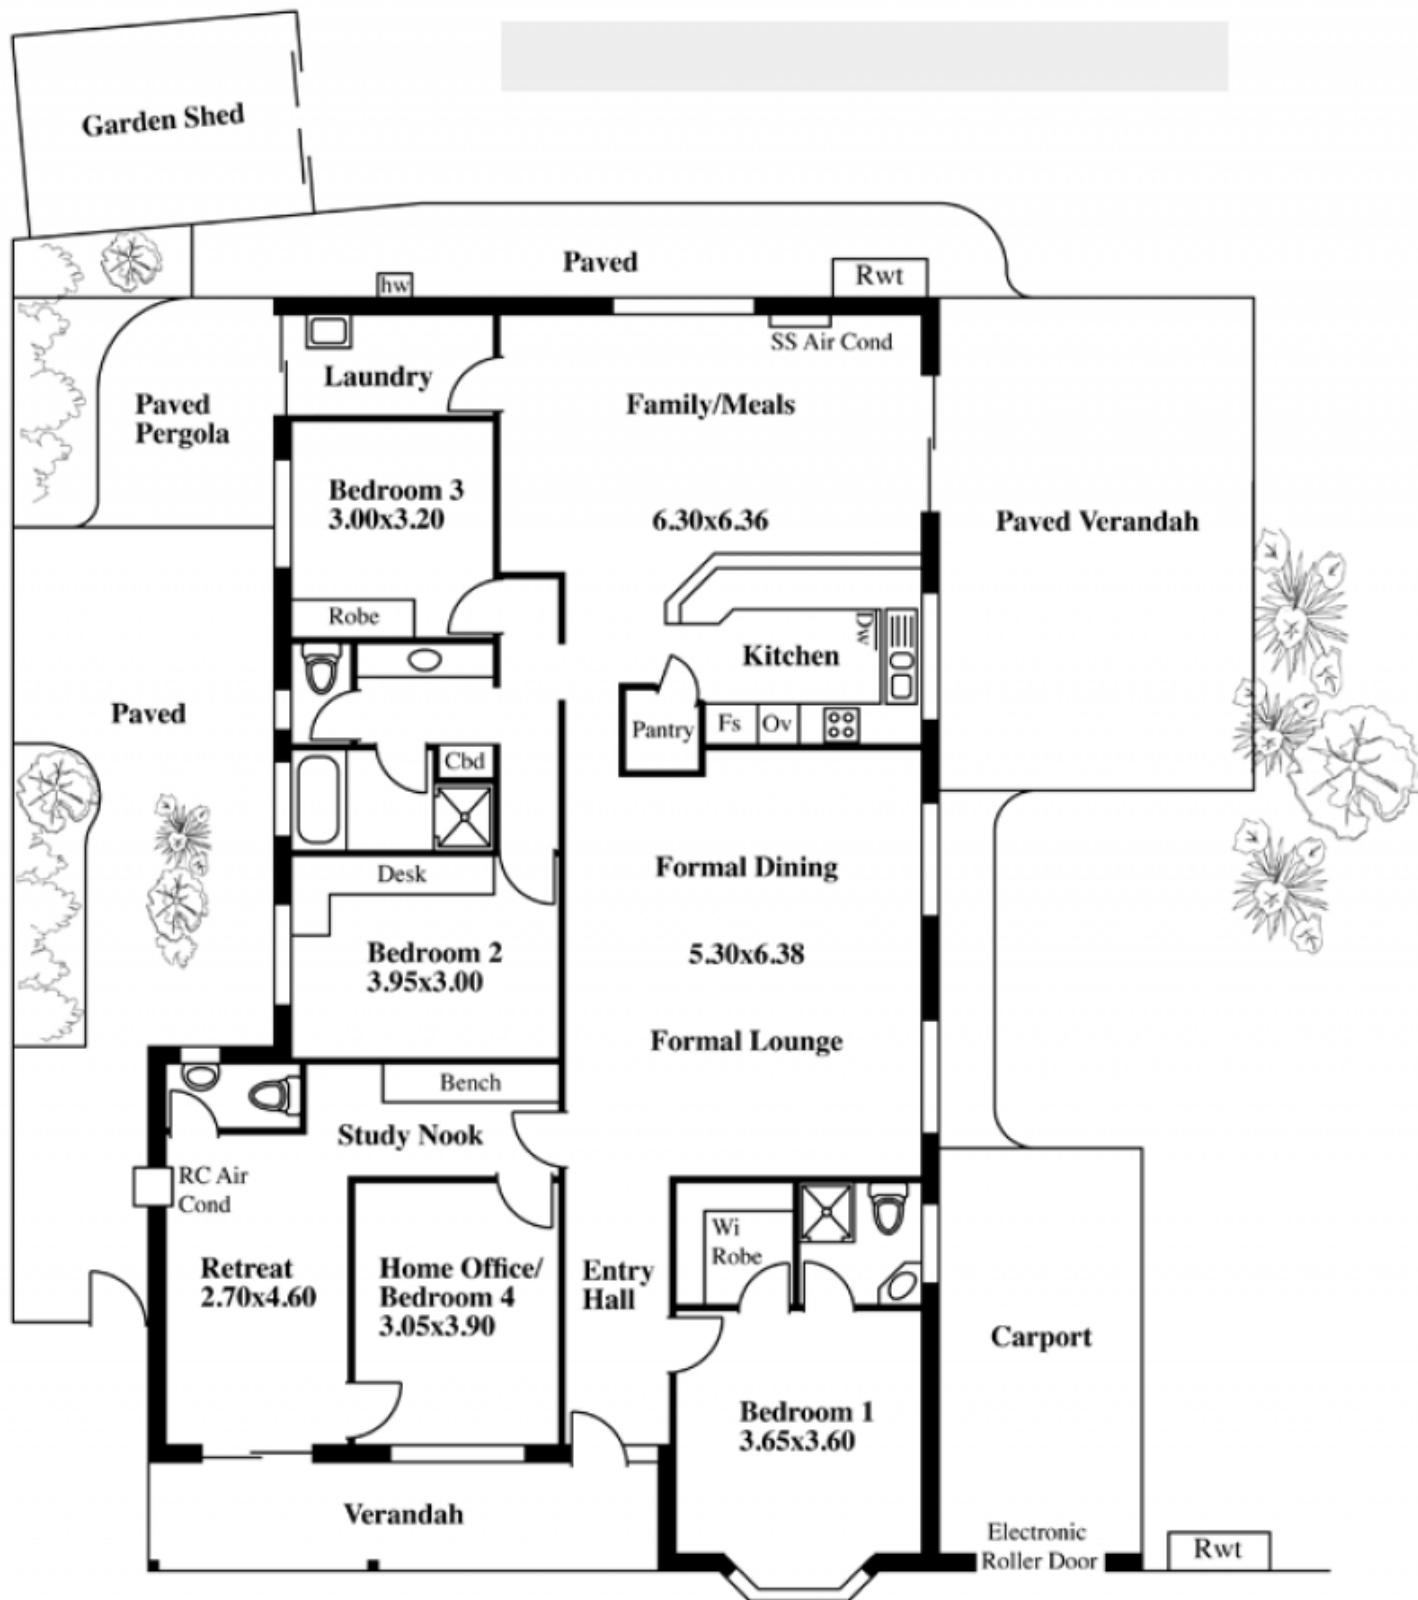 Garden Shed
Paved
hw
Rwt
SS Air Cond
Laundry
Family/Meals
Paved
Pergola
Bedroom 3
3.00x3.20
6.30x6.36
Paved Verandah
Robe
Dw
Kitchen
Paved
Pantry
Fs
Ov
Cbd
Desk
Formal Dining
Bedroom 2
3.95x3.00
5.30x6.38
Formal Lounge
Bench
Study Nook
RC Air
Cond
Wi
Robe
Retreat
2.70x4.60
Home Office/
Bedroom 4
3.05x3.90
Entry
Hall
Carport
Bedroom 1
3.65x3.60
Verandah
Electronic
Roller Door
Rwt